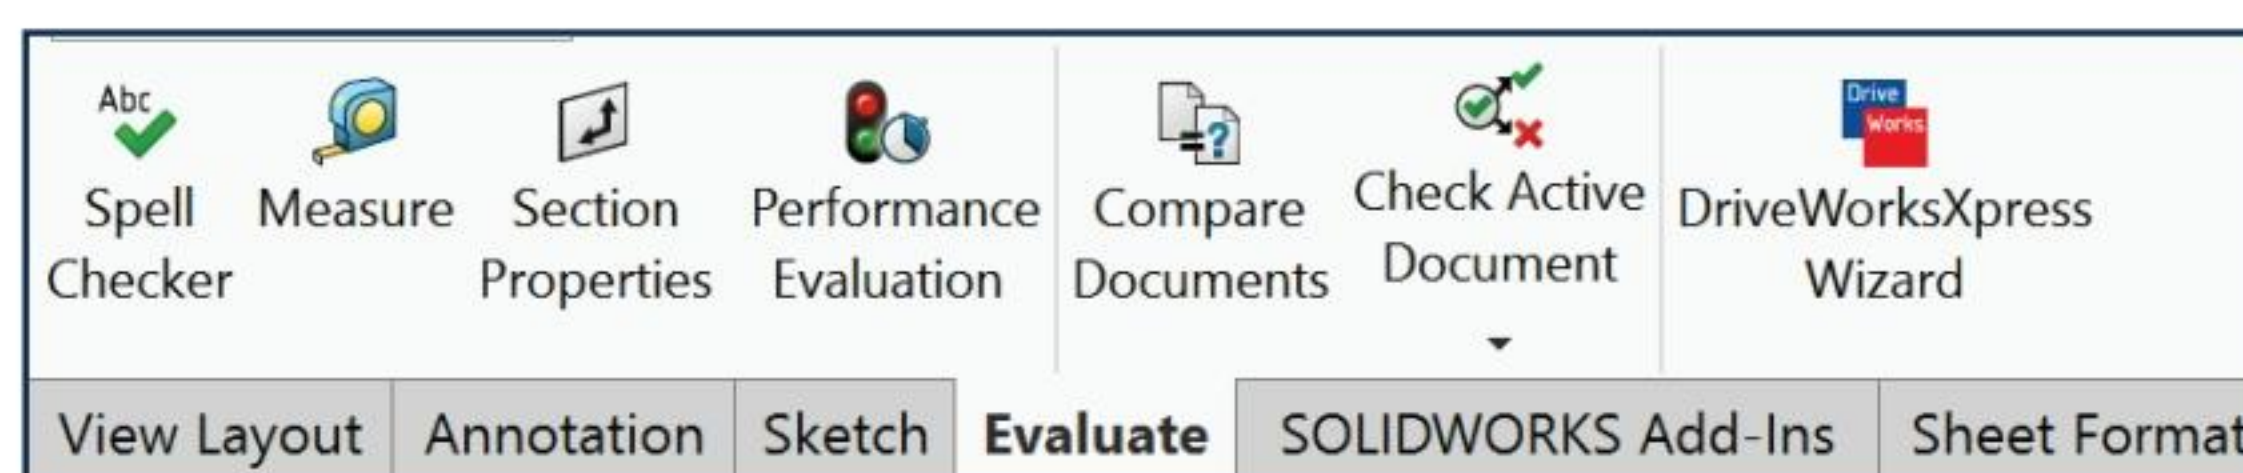 Abc
Drive
Works
Spell Checker
Measure
Section Properties
Performance Evaluation
Compare Documents
Check Active Document
DriveWorksXpress Wizard
View Layout
Annotation
Sketch
Evaluate
SOLIDWORKS Add-Ins
Sheet Format